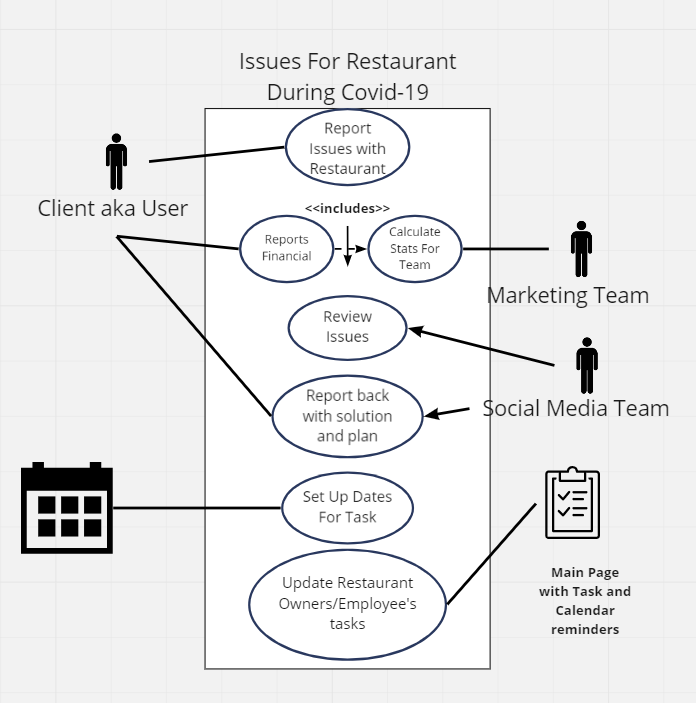 Issues For Restaurant
During Covid-19
Report
Issues with
Restaurant
Client aka User
<<includes>>
Reports
Financial
Calculate
Stats For
Team
Marketing Team
Review
Issues
Social Media Team
Report back
with solution
and plan
Set Up Dates
For Task
Update Restaurant
Owners/Employee's
tasks
Main Page
with Task and
Calendar
reminders